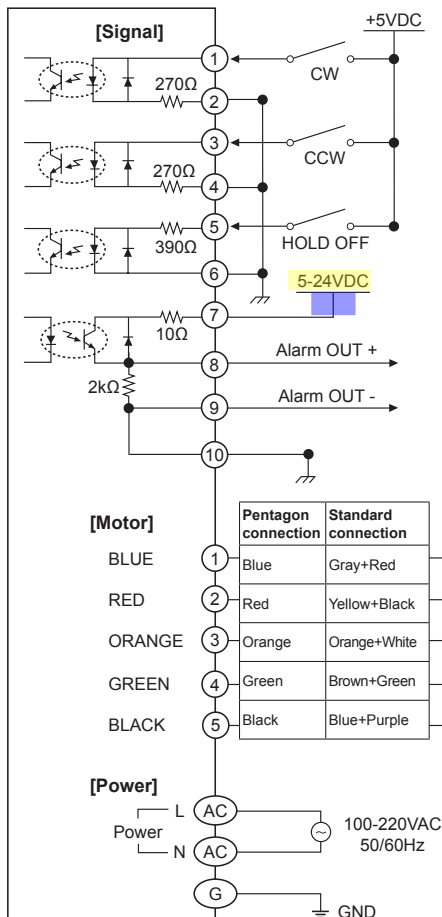 +5VDC
[Signal]
1
CW
270Ω
2
3
CCW
270Ω
4
5
390Ω
HOLD OFF
6
5-24VDC
7
10Ω
8
Alarm OUT +
2kΩ
9
Alarm OUT -
10
[Motor]
Pentagon connection
Standard connection
BLUE 1 Blue Gray+Red
RED 2 Red Yellow+Black
ORANGE 3 Orange Orange+White
GREEN 4 Green Brown+Green
BLACK 5 Black Blue+Purple
[Power]
L AC
Power
100-220VAC
50/60Hz
N AC
G
GND